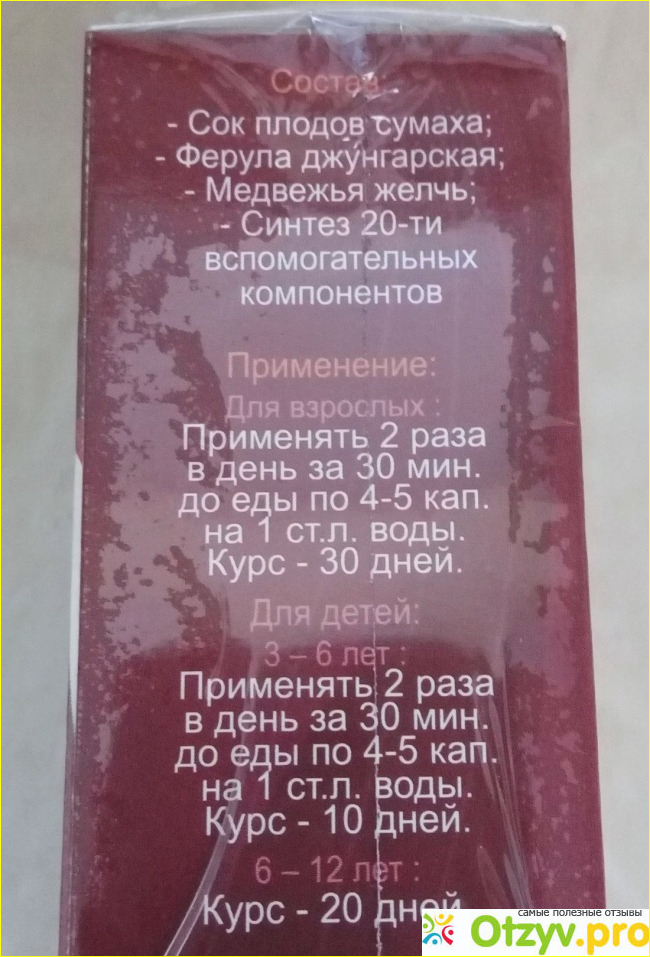 Состав:
- Сок плодов сумаха;
- Ферула джунгарская;
- Медвежья желчь;
- Синтез 20-ти
вспомогательных
компонентов
Применение:
Для взрослых :
Применять 2 раза
в день за 30 мин.
до еды по 4-5 кап.
на 1 ст.л. воды.
Курс - 30 дней.
Для детей:
3 – 6 лет :
Применять 2 раза
в день за 30 мин.
до еды по 4-5 кап.
на 1 ст.л. воды.
Курс - 10 дней.
6 – 12 лет :
Курс - 20 дней
самые полезные отзывы
Otzyv.pro